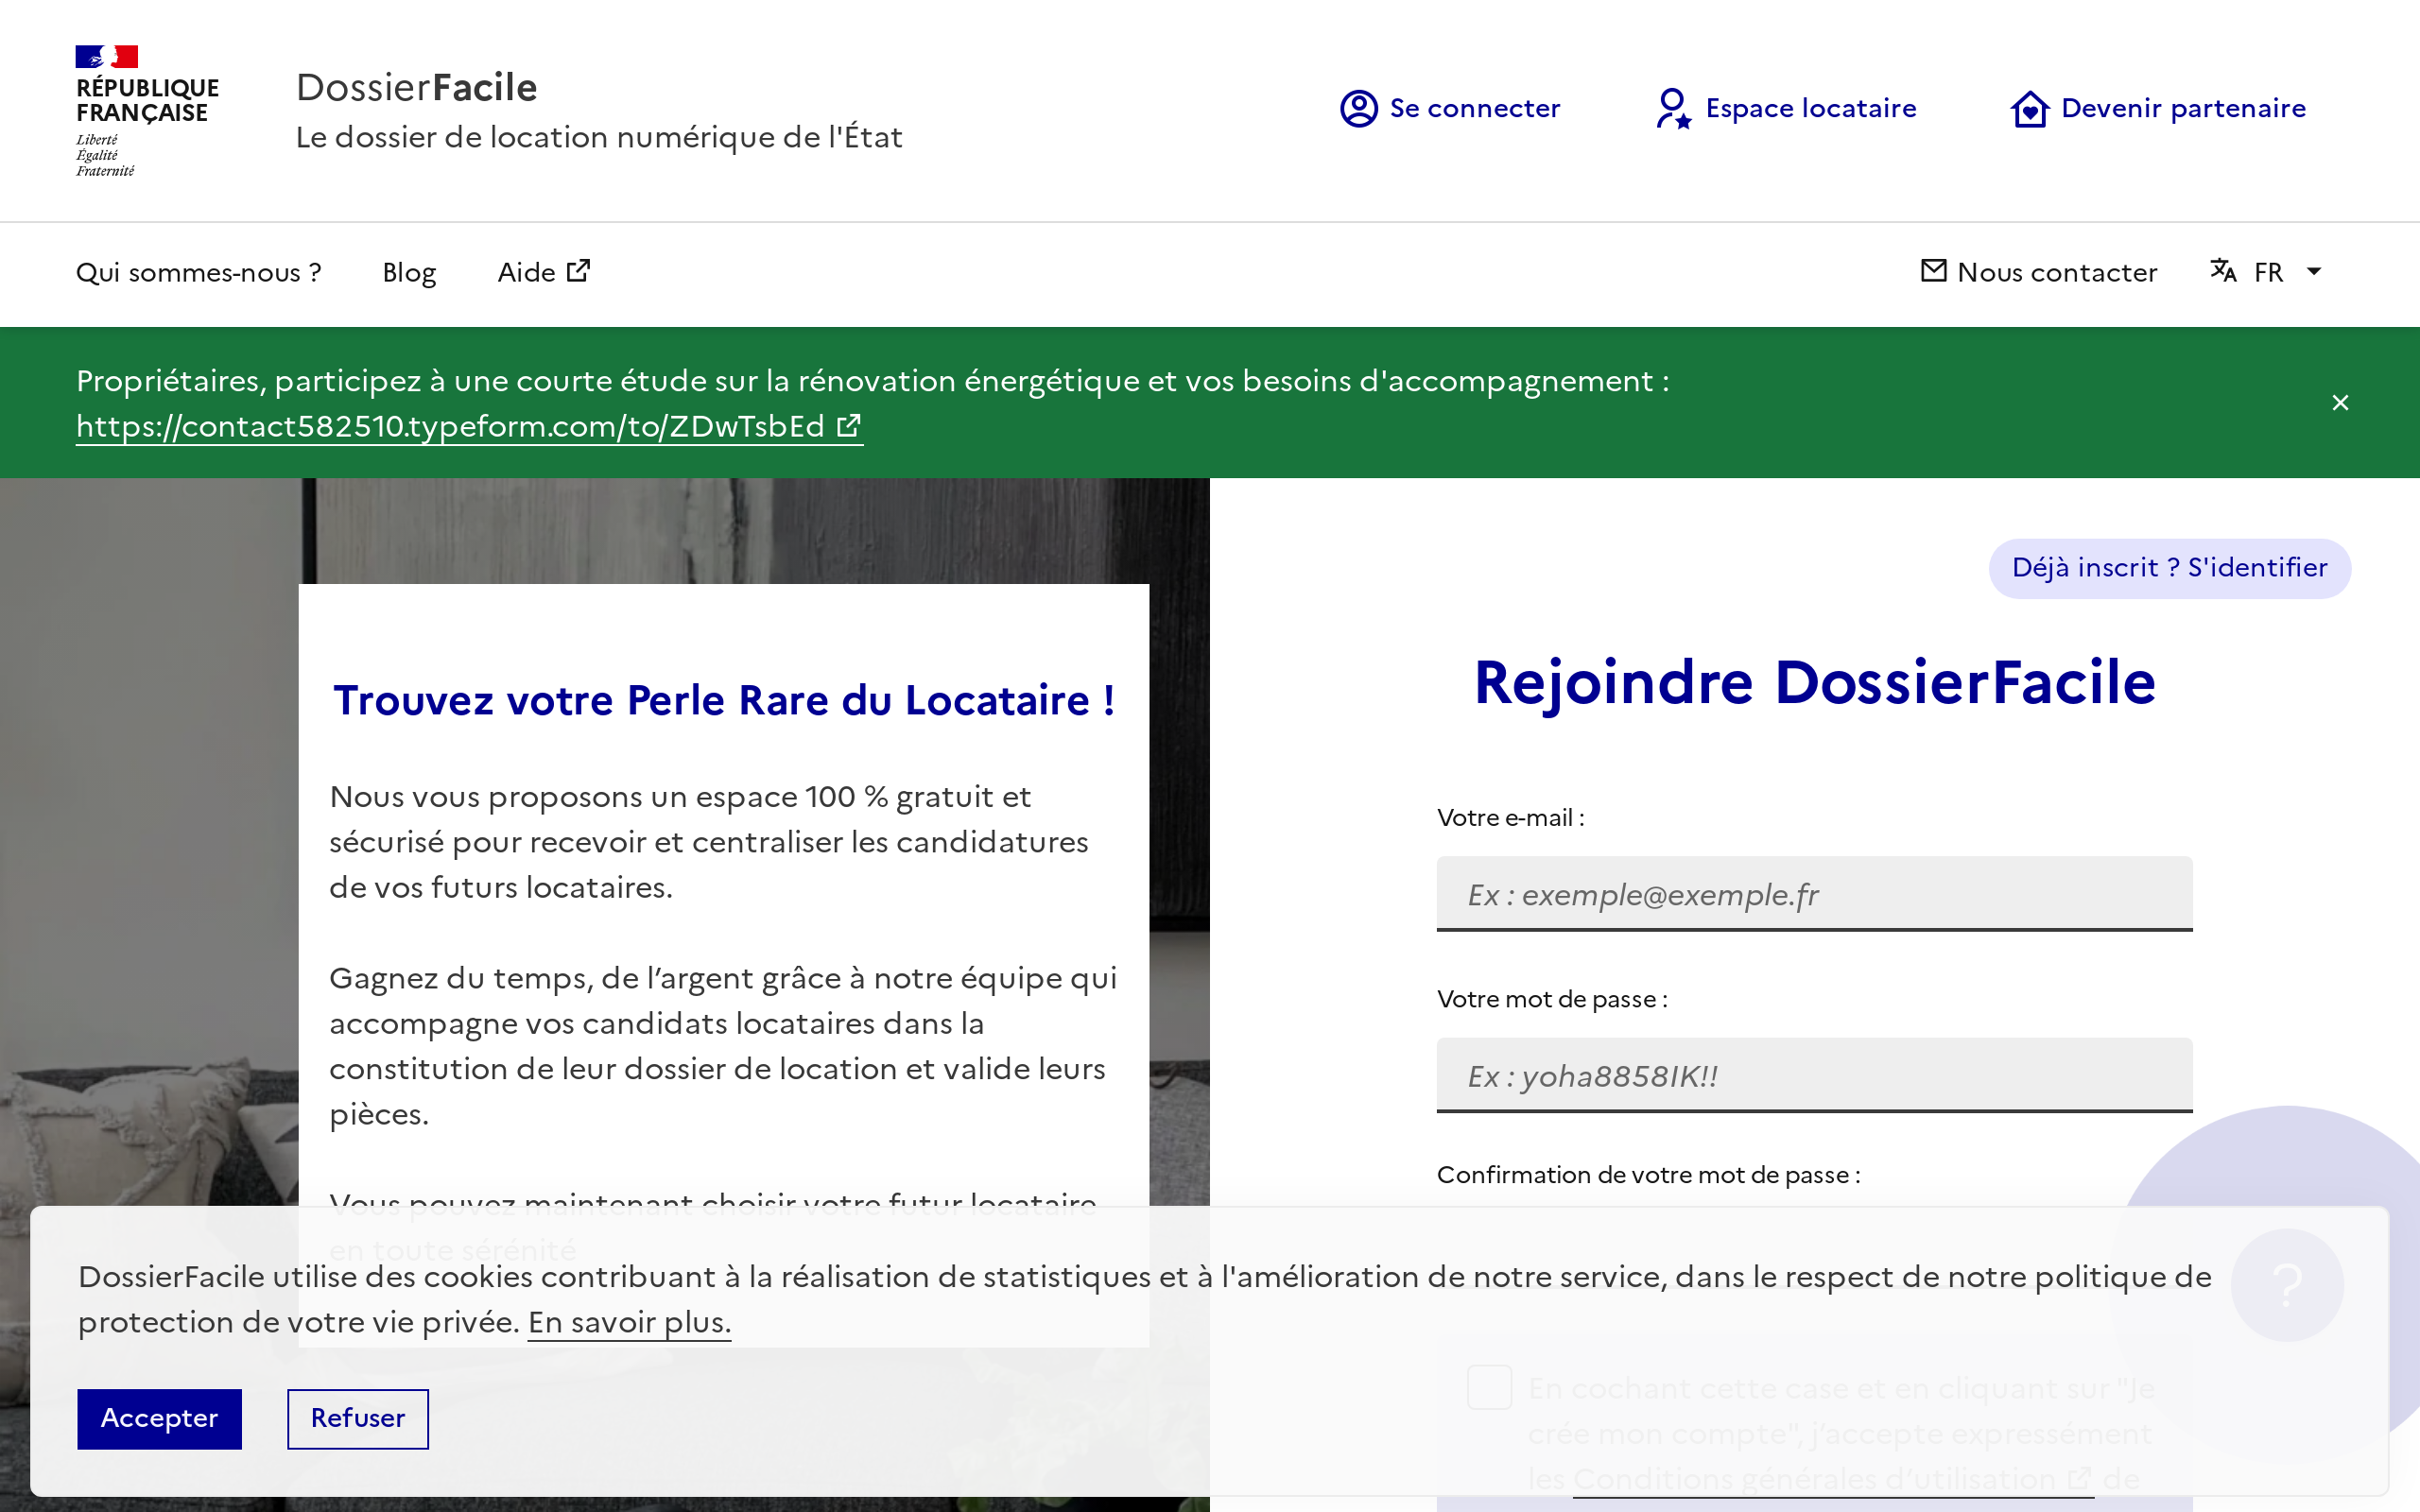 RÉPUBLIQUE
FRANÇAISE
Liberté
Égalité
Fraternité
DossierFacile
Le dossier de location numérique de l'État
Se connecter
Espace locataire
Devenir partenaire
Qui sommes-nous ?
Blog
Aide
Nous contacter
FR
Propriétaires, participez à une courte étude sur la rénovation énergétique et vos besoins d'accompagnement :
https://contact582510.typeform.com/to/ZDwTsbEd
Trouvez votre Perle Rare du Locataire !
Nous vous proposons un espace 100 % gratuit et
sécurisé pour recevoir et centraliser les candidatures
de vos futurs locataires.
Gagnez du temps, de l’argent grâce à notre équipe qui
accompagne vos candidats locataires dans la
constitution de leur dossier de location et valide leurs
pièces.
Vous pouvez maintenant choisir votre futur locataire
en toute sérénité
Déjà inscrit ? S'identifier
Rejoindre DossierFacile
Votre e-mail :
Ex : exemple@exemple.fr
Votre mot de passe :
Ex : yoha8858IK!!
Confirmation de votre mot de passe :
En cochant cette case et en cliquant sur "Je
crée mon compte", j’accepte expressément
les Conditions générales d’utilisation de
?
DossierFacile utilise des cookies contribuant à la réalisation de statistiques et à l'amélioration de notre service, dans le respect de notre politique de
protection de votre vie privée. En savoir plus.
Accepter
Refuser